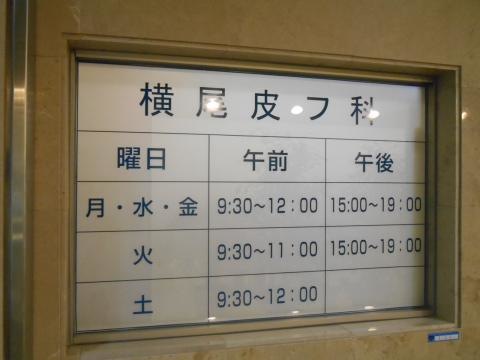 横尾皮フ科
曜日 午前 午後
月・水・金 9:30~12:00 15:00~19:00
火 9:30~11:00 15:00~19:00
土 9:30~12:00